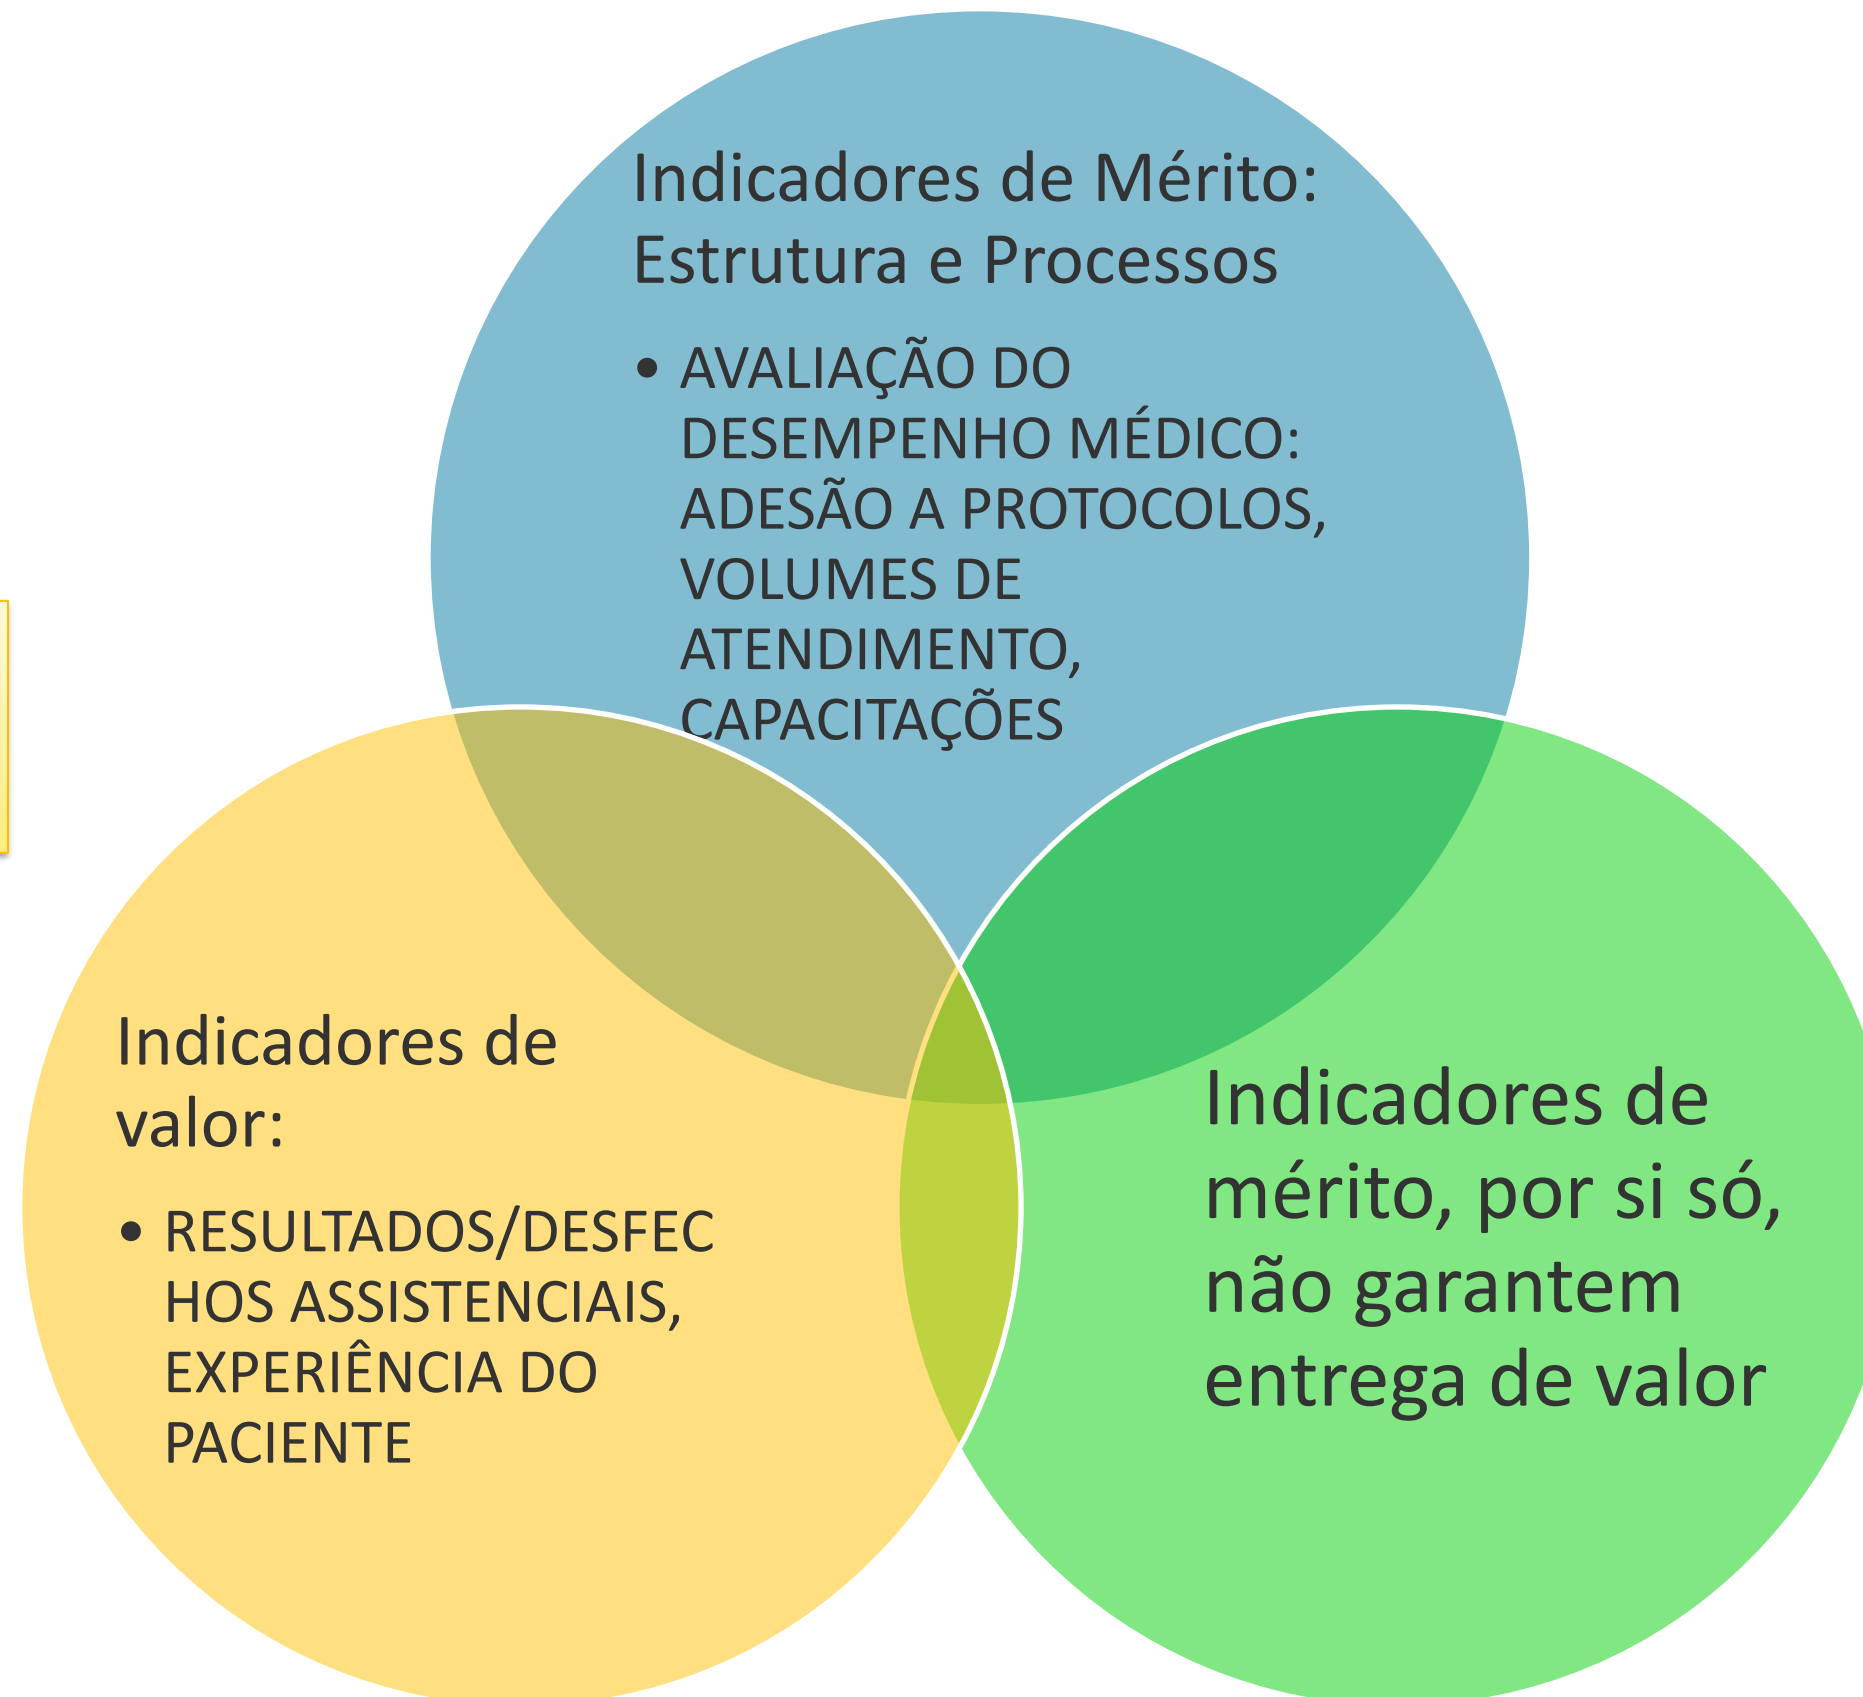 Indicadores de Mérito:
Estrutura e Processos
• AVALIAÇÃO DO
DESEMPENHO MÉDICO:
ADESÃO A PROTOCOLOS,
VOLUMES DE
ATENDIMENTO,
CAPACITAÇÕES
Indicadores de
valor:
• RESULTADOS/DESFEC
HOS ASSISTENCIAIS,
EXPERIÊNCIA DO
PACIENTE
Indicadores de
mérito, por si só,
não garantem
entrega de valor